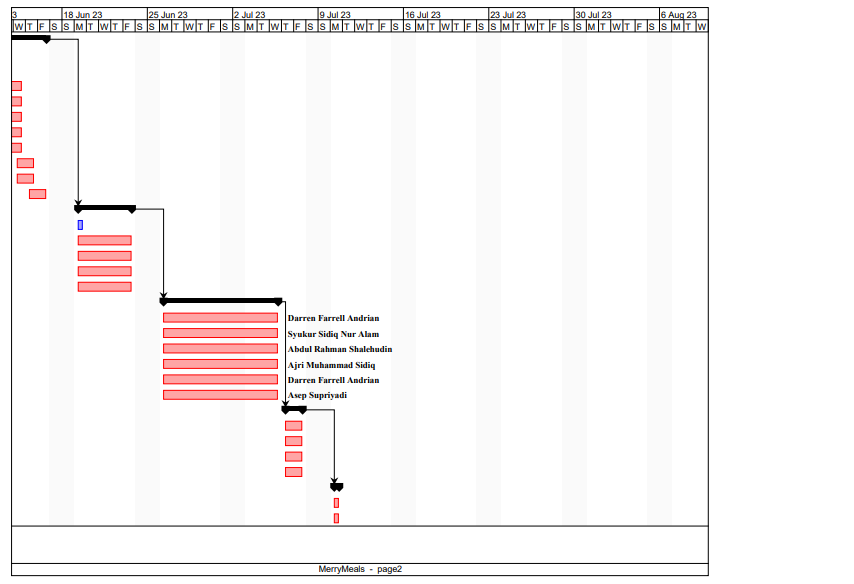 3 18 Jun 23 25 Jun 23 2 Jul 23 9 Jul 23 16 Jul 23 23 Jul 23 30 Jul 23 6 Aug 23
W T F S S M T W T F S S M T W T F S S M T W T F S S M T W T F S S M T W T F S S M T W T F S S M T W T F S S M T W
Darren Farrell Andrian
Syukur Sidiq Nur Alam
Abdul Rahman Shalehudin
Ajri Muhammad Sidiq
Darren Farrell Andrian
Asep Supriyadi
MerryMeals - page2